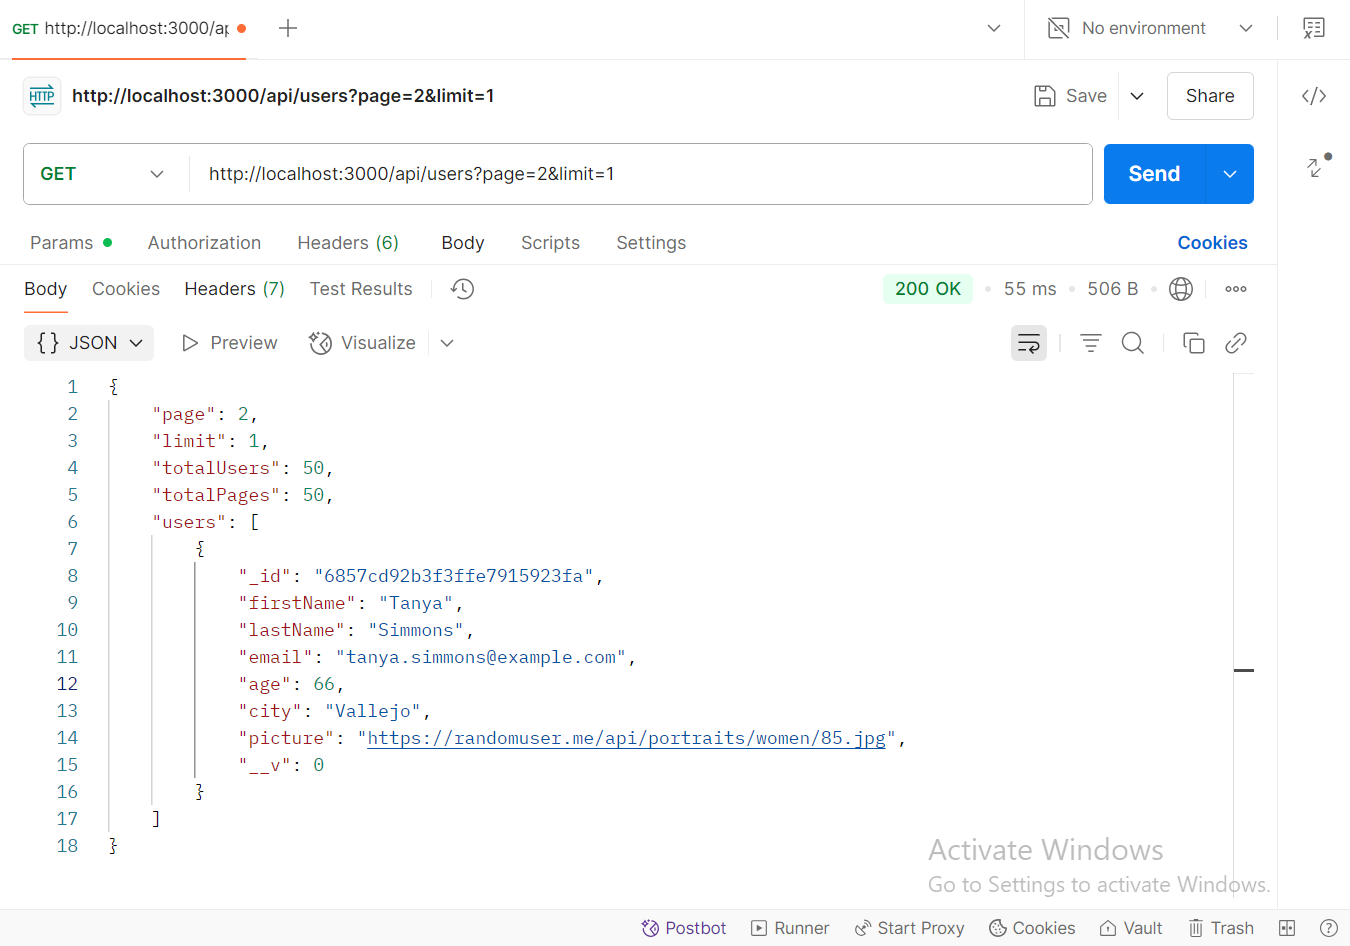 GET http://localhost:3000/ap
No environment
HTTP http://localhost:3000/api/users?page=2&limit=1
Save
Share
GET http://localhost:3000/api/users?page=2&limit=1
Send
Params Authorization Headers (6) Body Scripts Settings Cookies
Body Cookies Headers (7) Test Results 200 OK 55 ms 506 B
{} JSON Preview Visualize
1 {
2 "page": 2,
3 "limit": 1,
4 "totalUsers": 50,
5 "totalPages": 50,
6 "users": [
7 {
8 "_id": "6857cd92b3f3ffe7915923fa",
9 "firstName": "Tanya",
10 "lastName": "Simmons",
11 "email": "tanya.simmons@example.com",
12 "age": 66,
13 "city": "Vallejo",
14 "picture": "https://randomuser.me/api/portraits/women/85.jpg",
15 "__v": 0
16 }
17 ]
18 }
Activate Windows
Go to Settings to activate Windows.
Postbot Runner Start Proxy Cookies Vault Trash